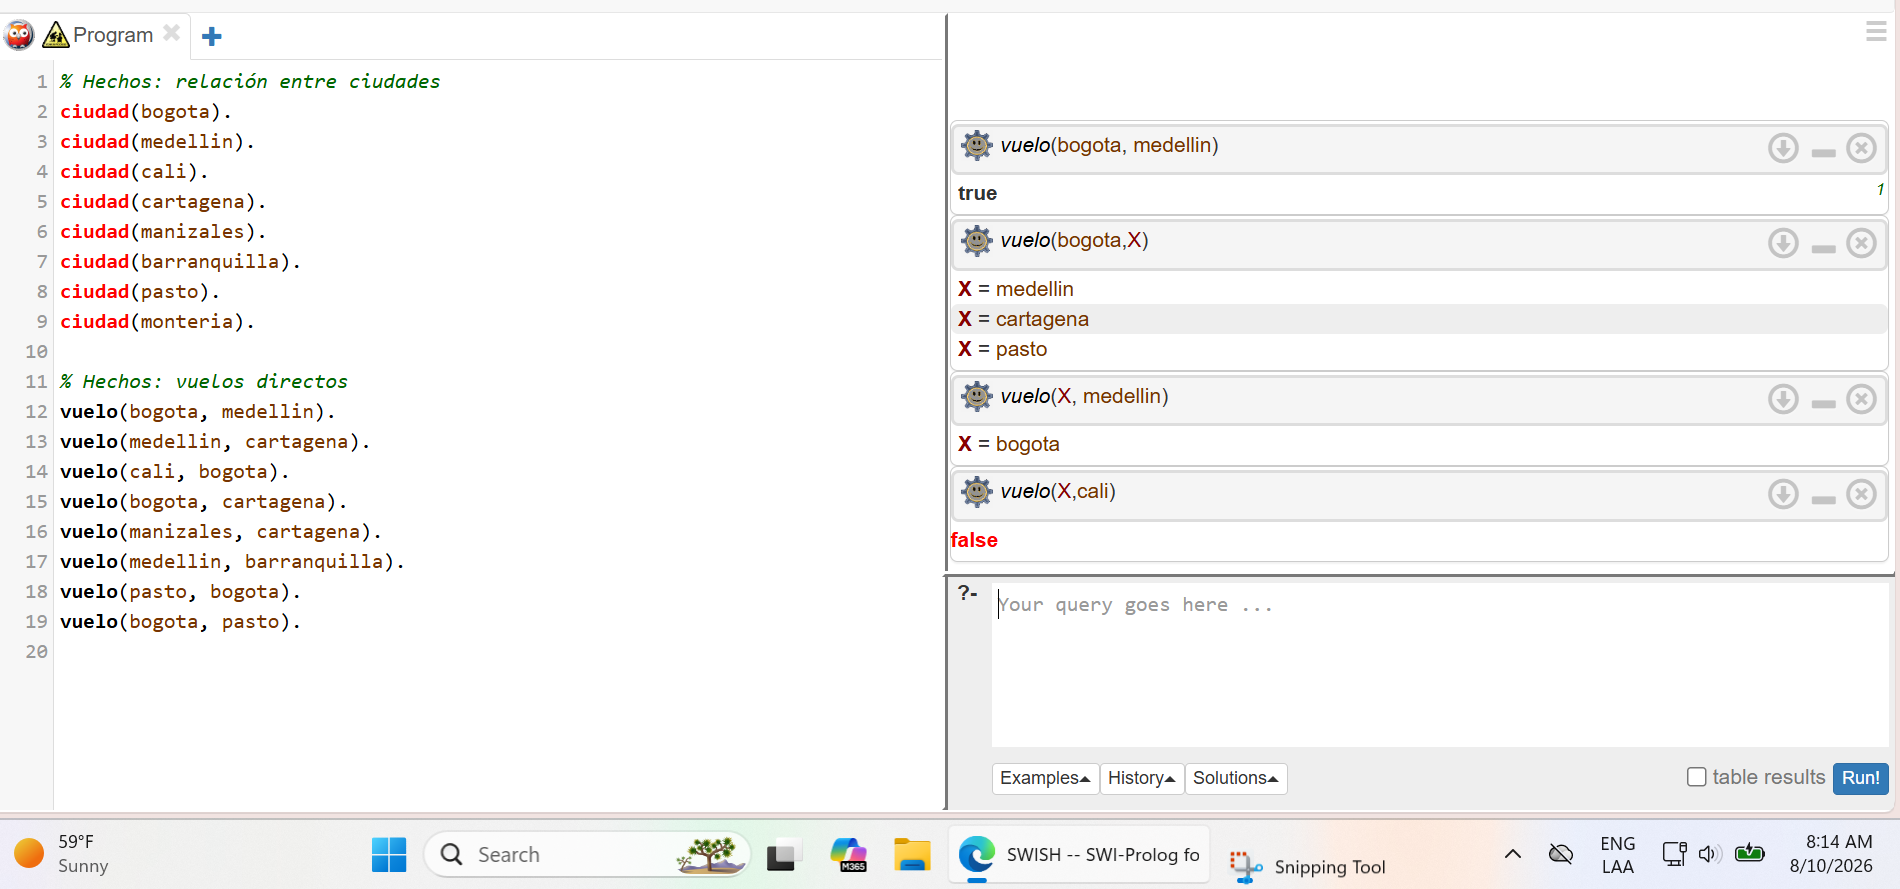 Program
1 % Hechos: relación entre ciudades
2 ciudad(bogota).
3 ciudad(medellin).
4 ciudad(cali).
5 ciudad(cartagena).
6 ciudad(manizales).
7 ciudad(barranquilla).
8 ciudad(pasto).
9 ciudad(monteria).
10
11 % Hechos: vuelos directos
12 vuelo(bogota, medellin).
13 vuelo(medellin, cartagena).
14 vuelo(cali, bogota).
15 vuelo(bogota, cartagena).
16 vuelo(manizales, cartagena).
17 vuelo(medellin, barranquilla).
18 vuelo(pasto, bogota).
19 vuelo(bogota, pasto).
20
vuelo(bogota, medellin)
true 1
vuelo(bogota,X)
X = medellin
X = cartagena
X = pasto
vuelo(X, medellin)
X = bogota
vuelo(X,cali)
false
?- Your query goes here ...
Examples History Solutions table results Run!
59°F
Sunny
Search
M365
SWISH -- SWI-Prolog fo
Snipping Tool
ENG
LAA
8:14 AM
8/10/2026